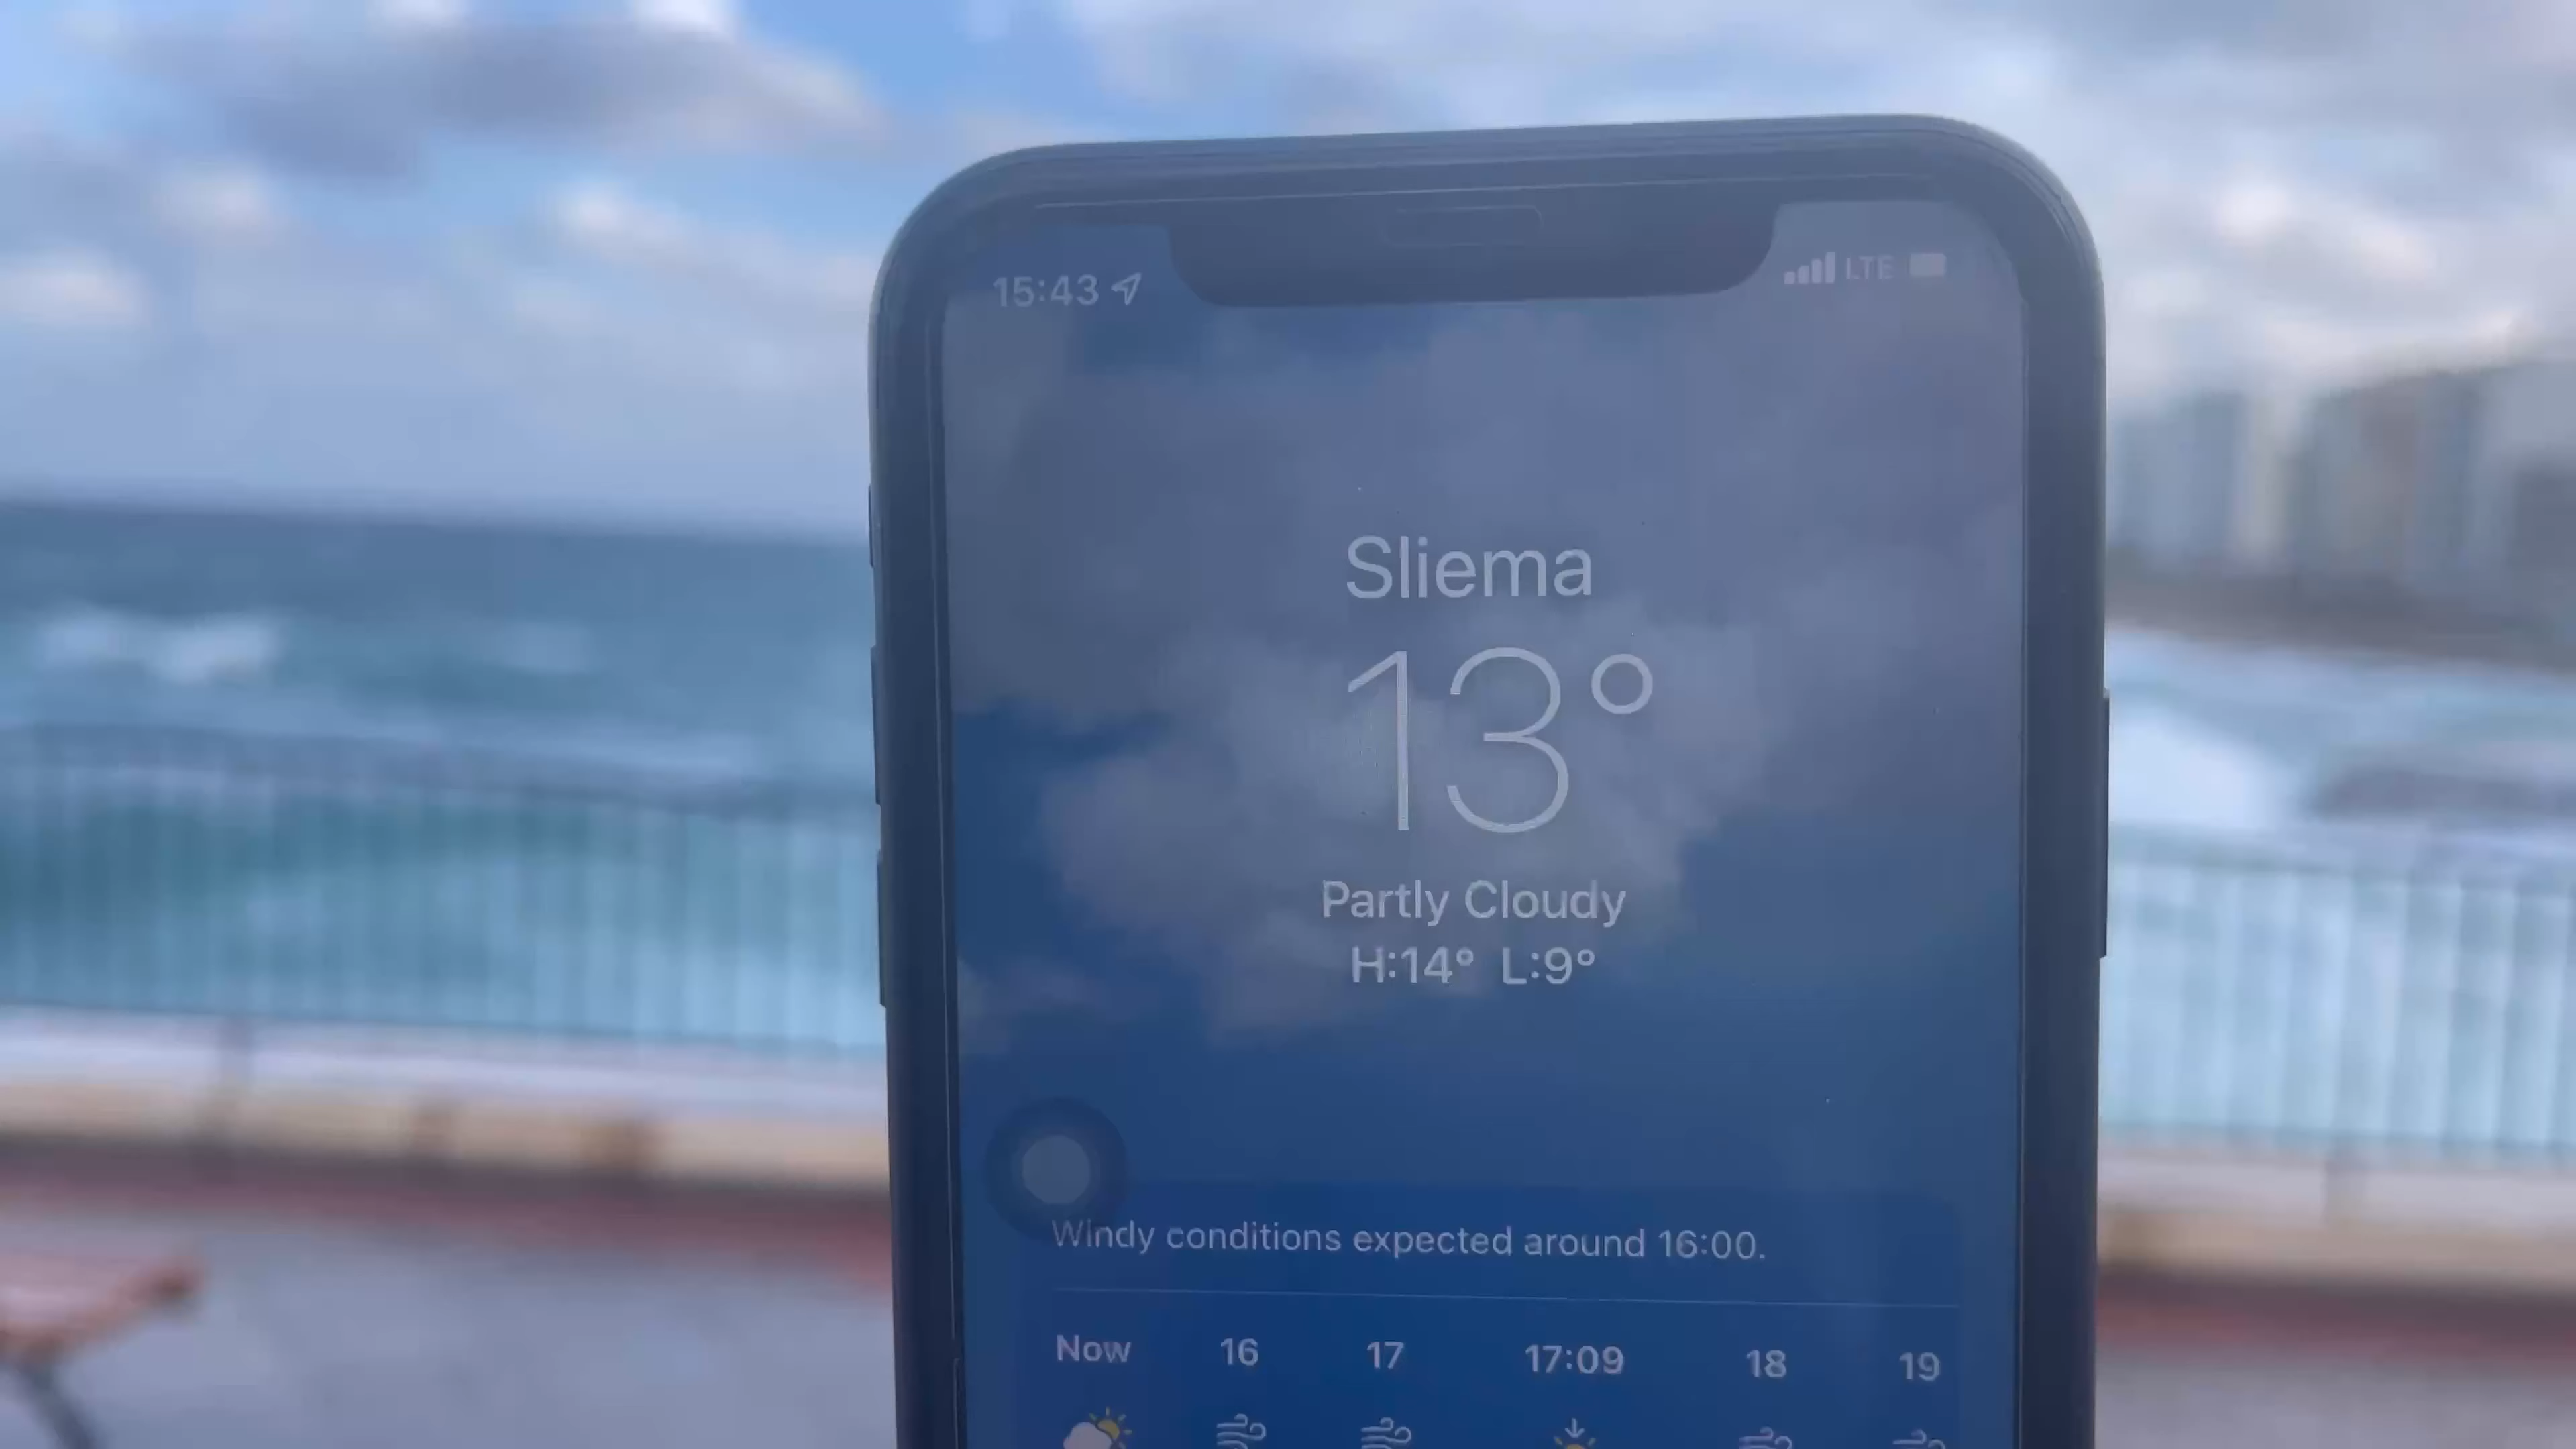 15:43 LTE
Sliema
13°
Partly Cloudy
H:14° L:9°
Windy conditions expected around 16:00.
Now 16 17 17:09 18 19